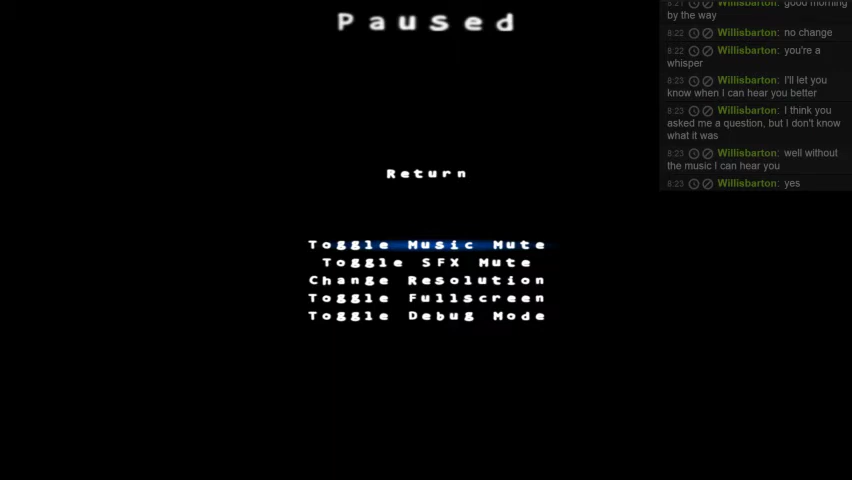 Paused
Return
Toggle Music Mute
Toggle SFX Mute
Change Resolution
Toggle Fullscreen
Toggle Debug Mode
8:21 Willisbarton: good morning
by the way
8:22 Willisbarton: no change
8:22 Willisbarton: you're a
whisper
8:23 Willisbarton: I'll let you
know when I can hear you better
8:23 Willisbarton: I think you
asked me a question, but I don't know
what it was
8:23 Willisbarton: well without
the music I can hear you
8:23 Willisbarton: yes